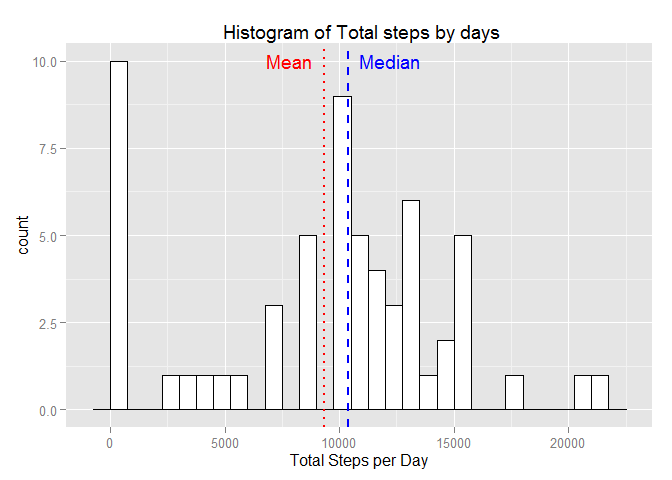 Histogram of Total steps by days
Mean Median
10.0
7.5
5.0
2.5
0.0
count
0 5000 10000 15000 20000
Total Steps per Day